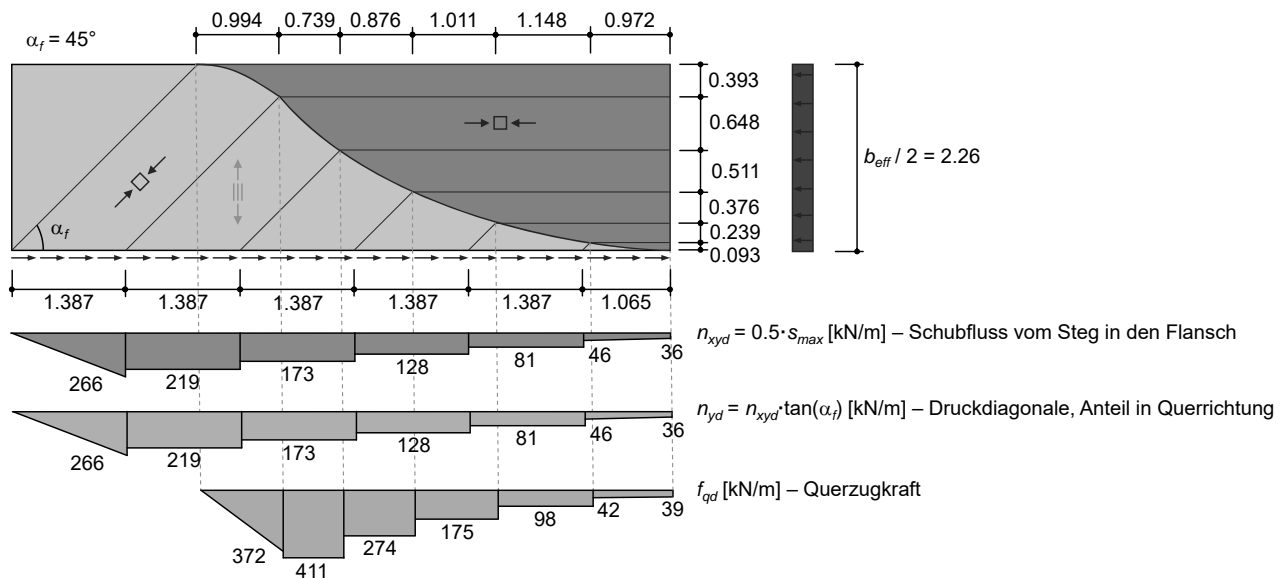 0.994 0.739 0.876 1.011 1.148 0.972
α_f = 45°
0.393
0.648
b_eff / 2 = 2.26
0.511
0.376
α_f
0.239
0.093
1.387 1.387 1.387 1.387 1.387 1.065
n_xyd = 0.5·s_max [kN/m] – Schubfluss vom Steg in den Flansch
266 219 173 128 81 46 36
n_yd = n_xyd·tan(α_f) [kN/m] – Druckdiagonale, Anteil in Querrichtung
266 219 173 128 81 46 36
f_qd [kN/m] – Querzugkraft
372 411 274 175 98 42 39